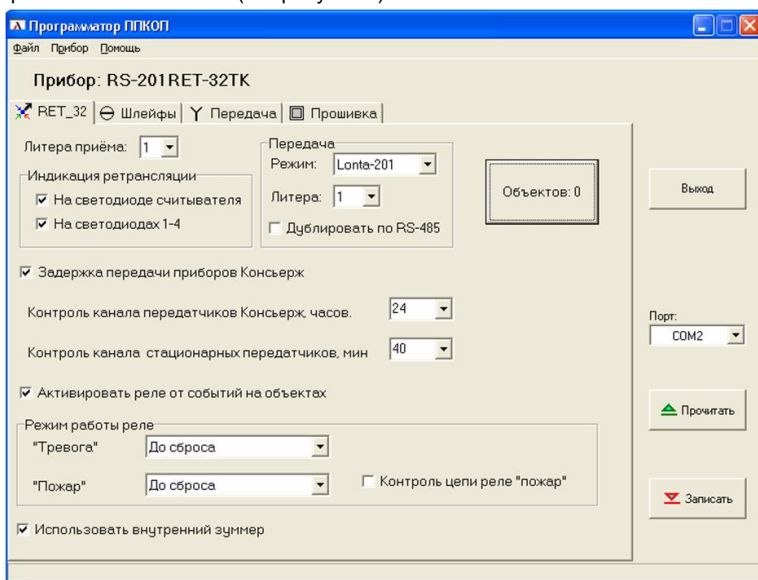 Программатор ППКОП
Файл Прибор Помощь
Прибор: RS-201RET-32TK
RET_32 Шлейфы Передача Прошивка
Литера приёма: 1
Передача
Режим: Lonta-201
Литера: 1
Дублировать по RS-485
Индикация ретрансляции
На светодиоде считывателя
На светодиодах 1-4
Объектов: 0
Выход
Задержка передачи приборов Консьерж
Контроль канала передатчиков Консьерж, часов. 24
Контроль канала стационарных передатчиков, мин 40
Порт:
COM2
Активировать реле от событий на объектах
Прочитать
Режим работы реле
"Тревога" До сброса
"Пожар" До сброса
Контроль цепи реле "пожар"
Записать
Использовать внутренний зуммер